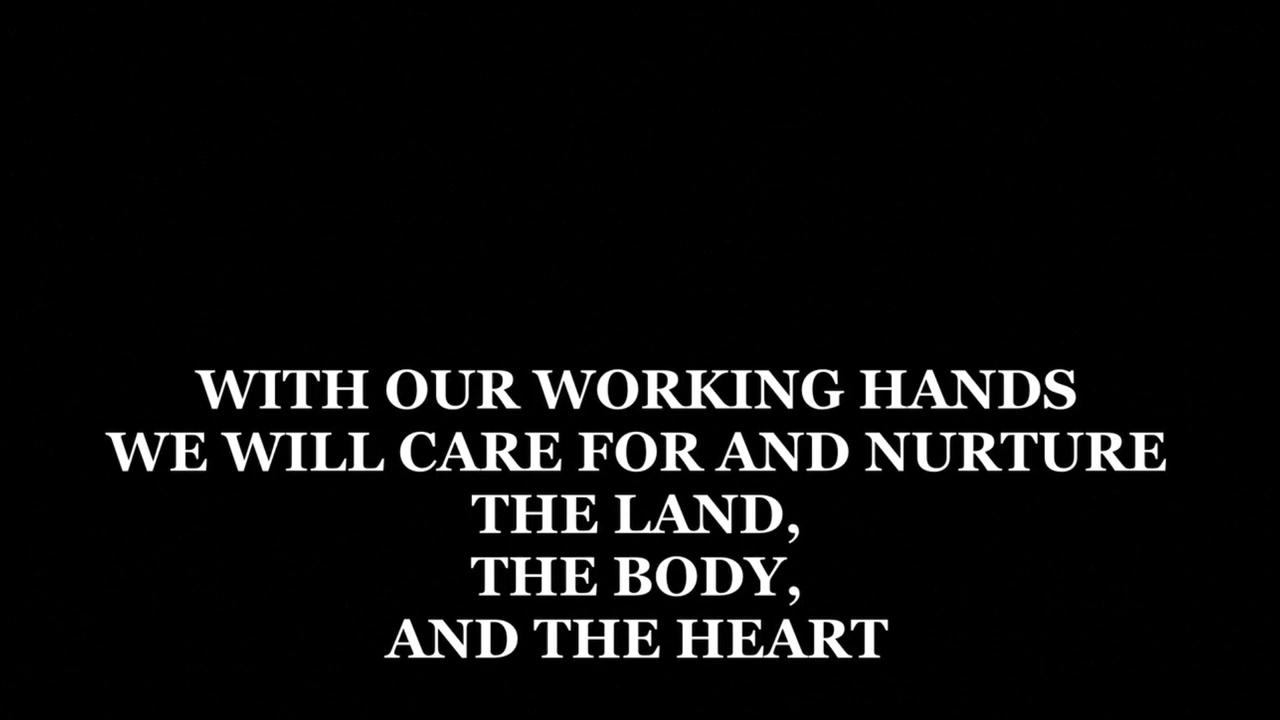 WITH OUR WORKING HANDS
WE WILL CARE FOR AND NURTURE
THE LAND,
THE BODY,
AND THE HEART